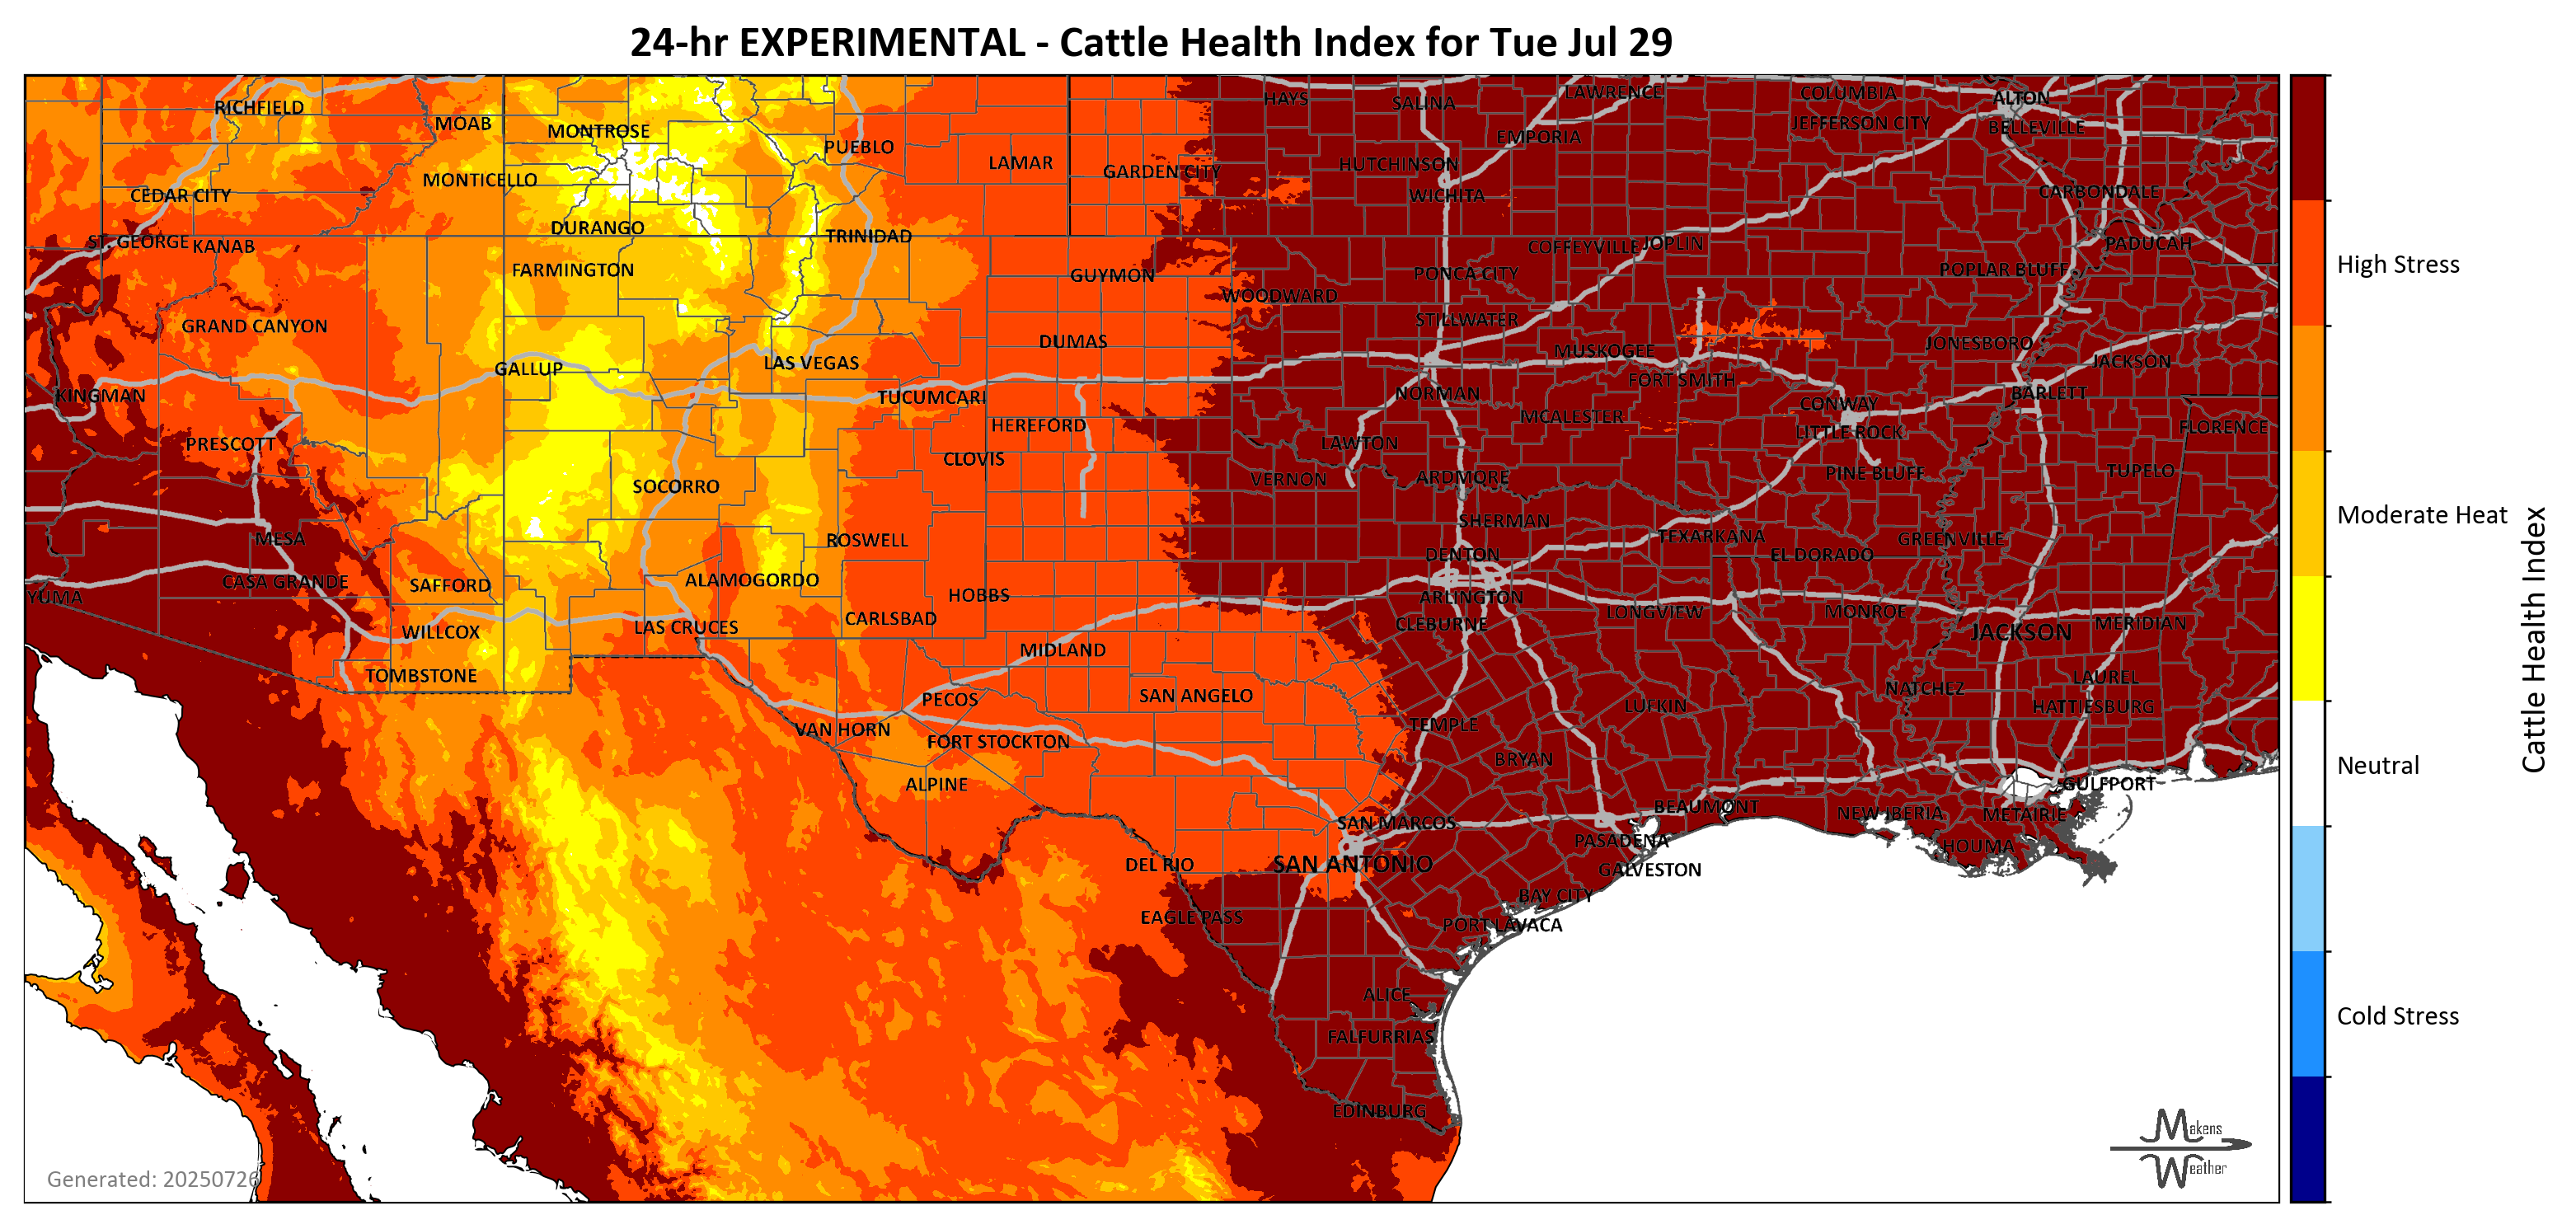 24-hr EXPERIMENTAL - Cattle Health Index for Tue Jul 29
HAYS
SALINA
LAWRENCE
COLUMBIA
ALTON
RICHFIELD
MOAB
MONTROSE
PUEBLO
EMPORIA
JEFFERSON CITY
BELLEVILLE
LAMAR
GARDEN CITY
HUTCHINSON
MONTICELLO
CEDAR CITY
WICHITA
CARBONDALE
DURANGO
TRINIDAD
ST. GEORGE
KANAB
COFFEYVILLE
JOPLIN
PADUCAH
FARMINGTON
GUYMON
PONCA CITY
POPLAR BLUFF
WOODWARD
GRAND CANYON
STILLWATER
DUMAS
MUSKOGEE
JONESBORO
GALLUP
LAS VEGAS
JACKSON
FORT SMITH
KINGMAN
TUCUMCARI
NORMAN
CONWAY
BARLETT
HEREFORD
MCALESTER
LITTLE ROCK
FLORENCE
PRESCOTT
CLOVIS
LAWTON
SOCORRO
VERNON
ARDMORE
PINE BLUFF
TUPELO
MESA
ROSWELL
SHERMAN
TEXARKANA
GREENVILLE
DENTON
EL DORADO
CASA GRANDE
SAFFORD
ALAMOGORDO
YUMA
HOBBS
ARLINGTON
LONGVIEW
MONROE
CARLSBAD
CLEBURNE
WILLCOX
LAS CRUCES
JACKSON
MERIDIAN
MIDLAND
TOMBSTONE
LAUREL
PECOS
SAN ANGELO
NATCHEZ
LUFKIN
HATTIESBURG
VAN HORN
TEMPLE
FORT STOCKTON
BRYAN
ALPINE
GULFPORT
BEAUMONT
NEW IBERIA
METAIRIE
SAN MARCOS
PASADENA
HOUMA
DEL RIO
SAN ANTONIO
GALVESTON
BAY CITY
EAGLE PASS
PORT LAVACA
ALICE
FALFURRIAS
EDINBURG
Generated: 20250726
Makens
Weather
High Stress
Moderate Heat
Neutral
Cold Stress
Cattle Health Index